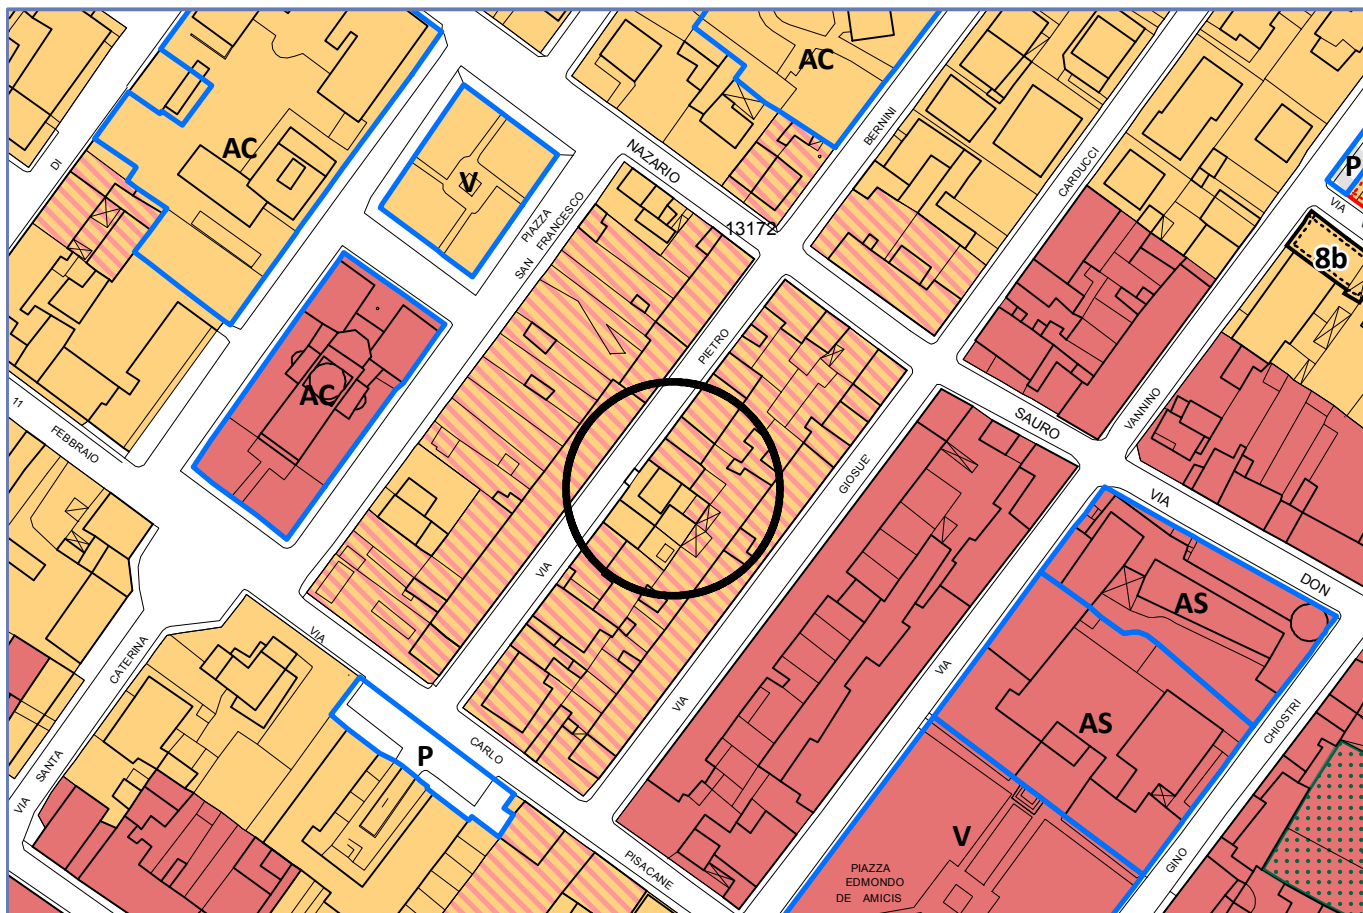 AC
AC
BERNINI
DI
NAZARIO
CARDUCCI
P
V
VIA
PIAZZA
SAN FRANCESCO
13172
8b
PIETRO
AC
11
FEBBRAIO
SAURO
VANNINO
GIOSUE'
VIA
VIA
DON
AS
VIA
CATERINA
VIA
VIA
VIA
AS
CHIOSTRI
CARLO
P
SANTA
VIA
V
PISACANE
PIAZZA
EDMONDO
DE AMICIS
GINO